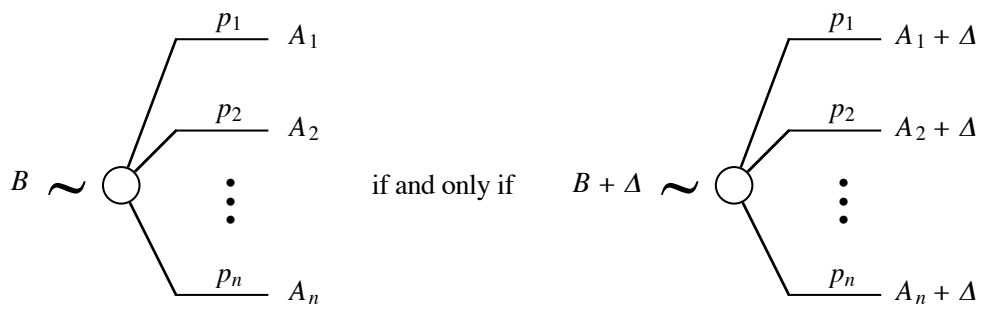 p1 A1 p1 A1 + Δ
p2 A2 p2 A2 + Δ
B ~ if and only if B + Δ ~
pn An pn An + Δ